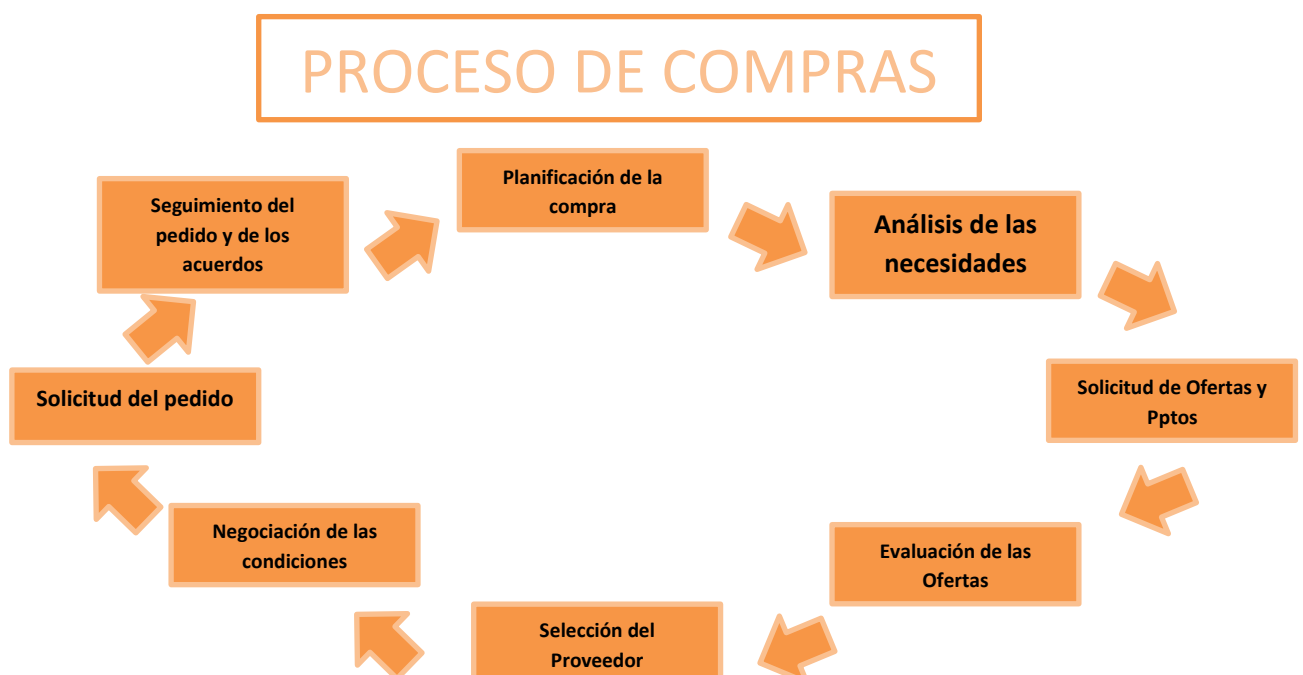 PROCESO DE COMPRAS
Planificación de la
compra
Análisis de las
necesidades
Solicitud de Ofertas y
Pptos
Evaluación de las
Ofertas
Selección del
Proveedor
Negociación de las
condiciones
Solicitud del pedido
Seguimiento del
pedido y de los
acuerdos